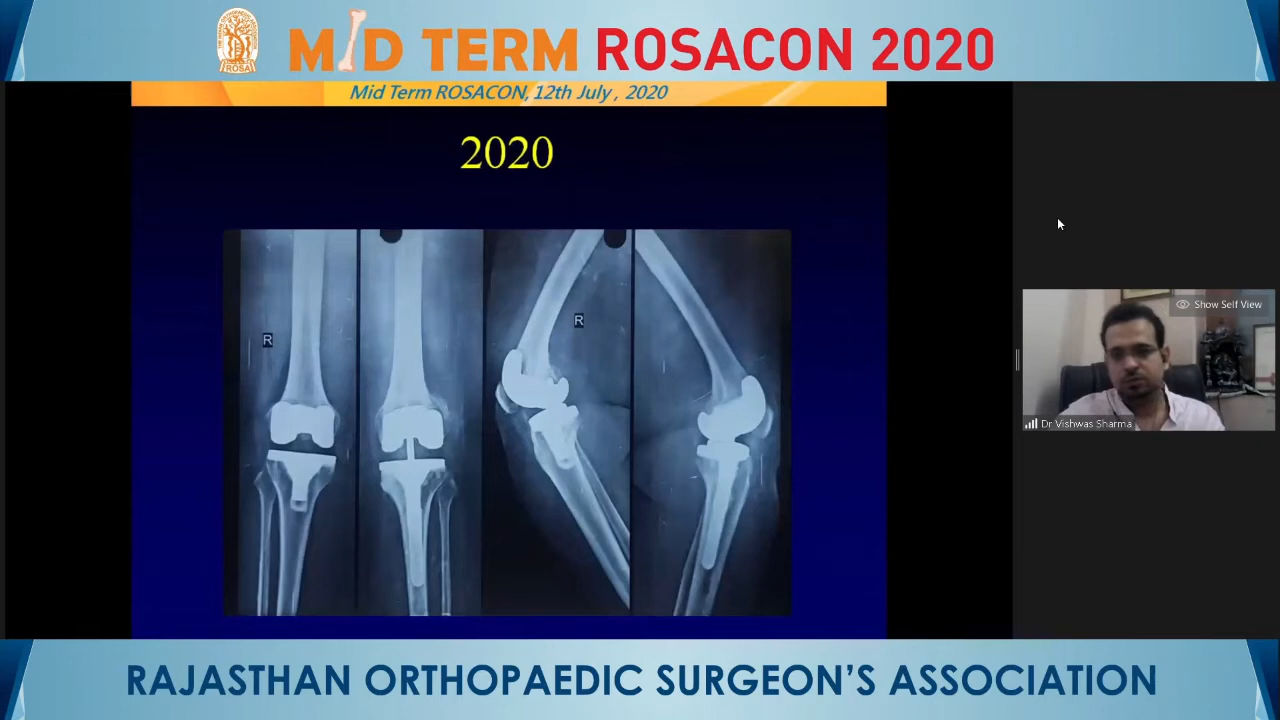 ROSA
MiD TERM ROSACON 2020
Mid Term ROSACON, 12th July, 2020
2020
R
R
Show Self View
Dr Vishwas Sharma
RAJASTHAN ORTHOPAEDIC SURGEON'S ASSOCIATION